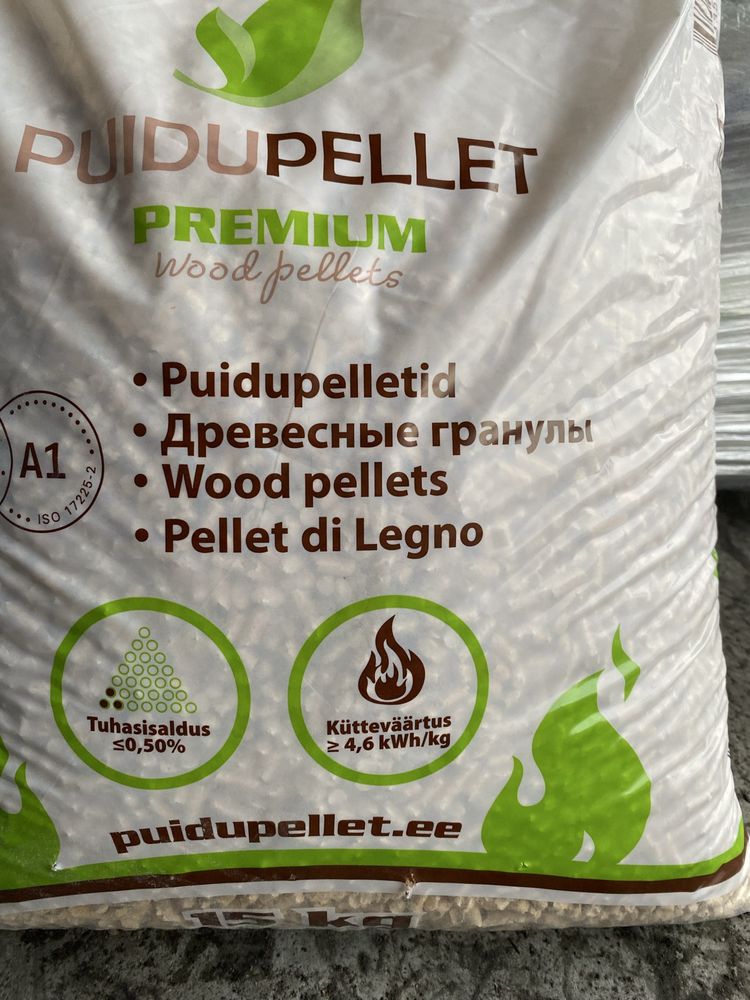 PUIDUPELLET
PREMIUM
Wood pellets
• Puidupelletid
• Древесные гранулы
• Wood pellets
• Pellet di Legno
A1
ISO 17225-2
Tuhasisaldus
≤0,50%
Kütteväärtus
≥ 4,6 kWh/kg
puidupellet.ee
15 kg